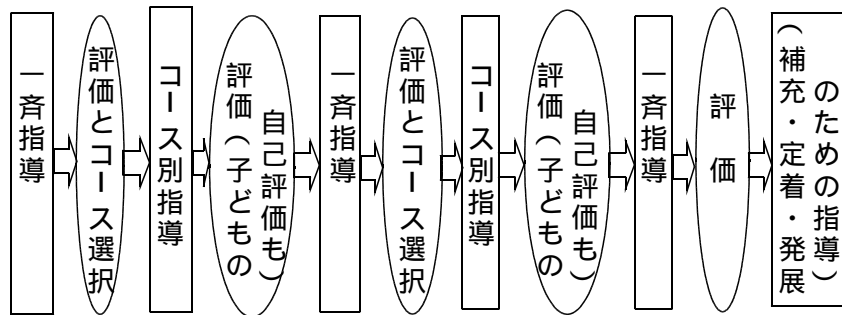 一斉指導
評価とコース選択
コース別指導
評価（子どもの
自己評価も）
一斉指導
評価とコース選択
コース別指導
評価（子どもの
自己評価も）
一斉指導
評価
（補充・定着・発展
のための指導）